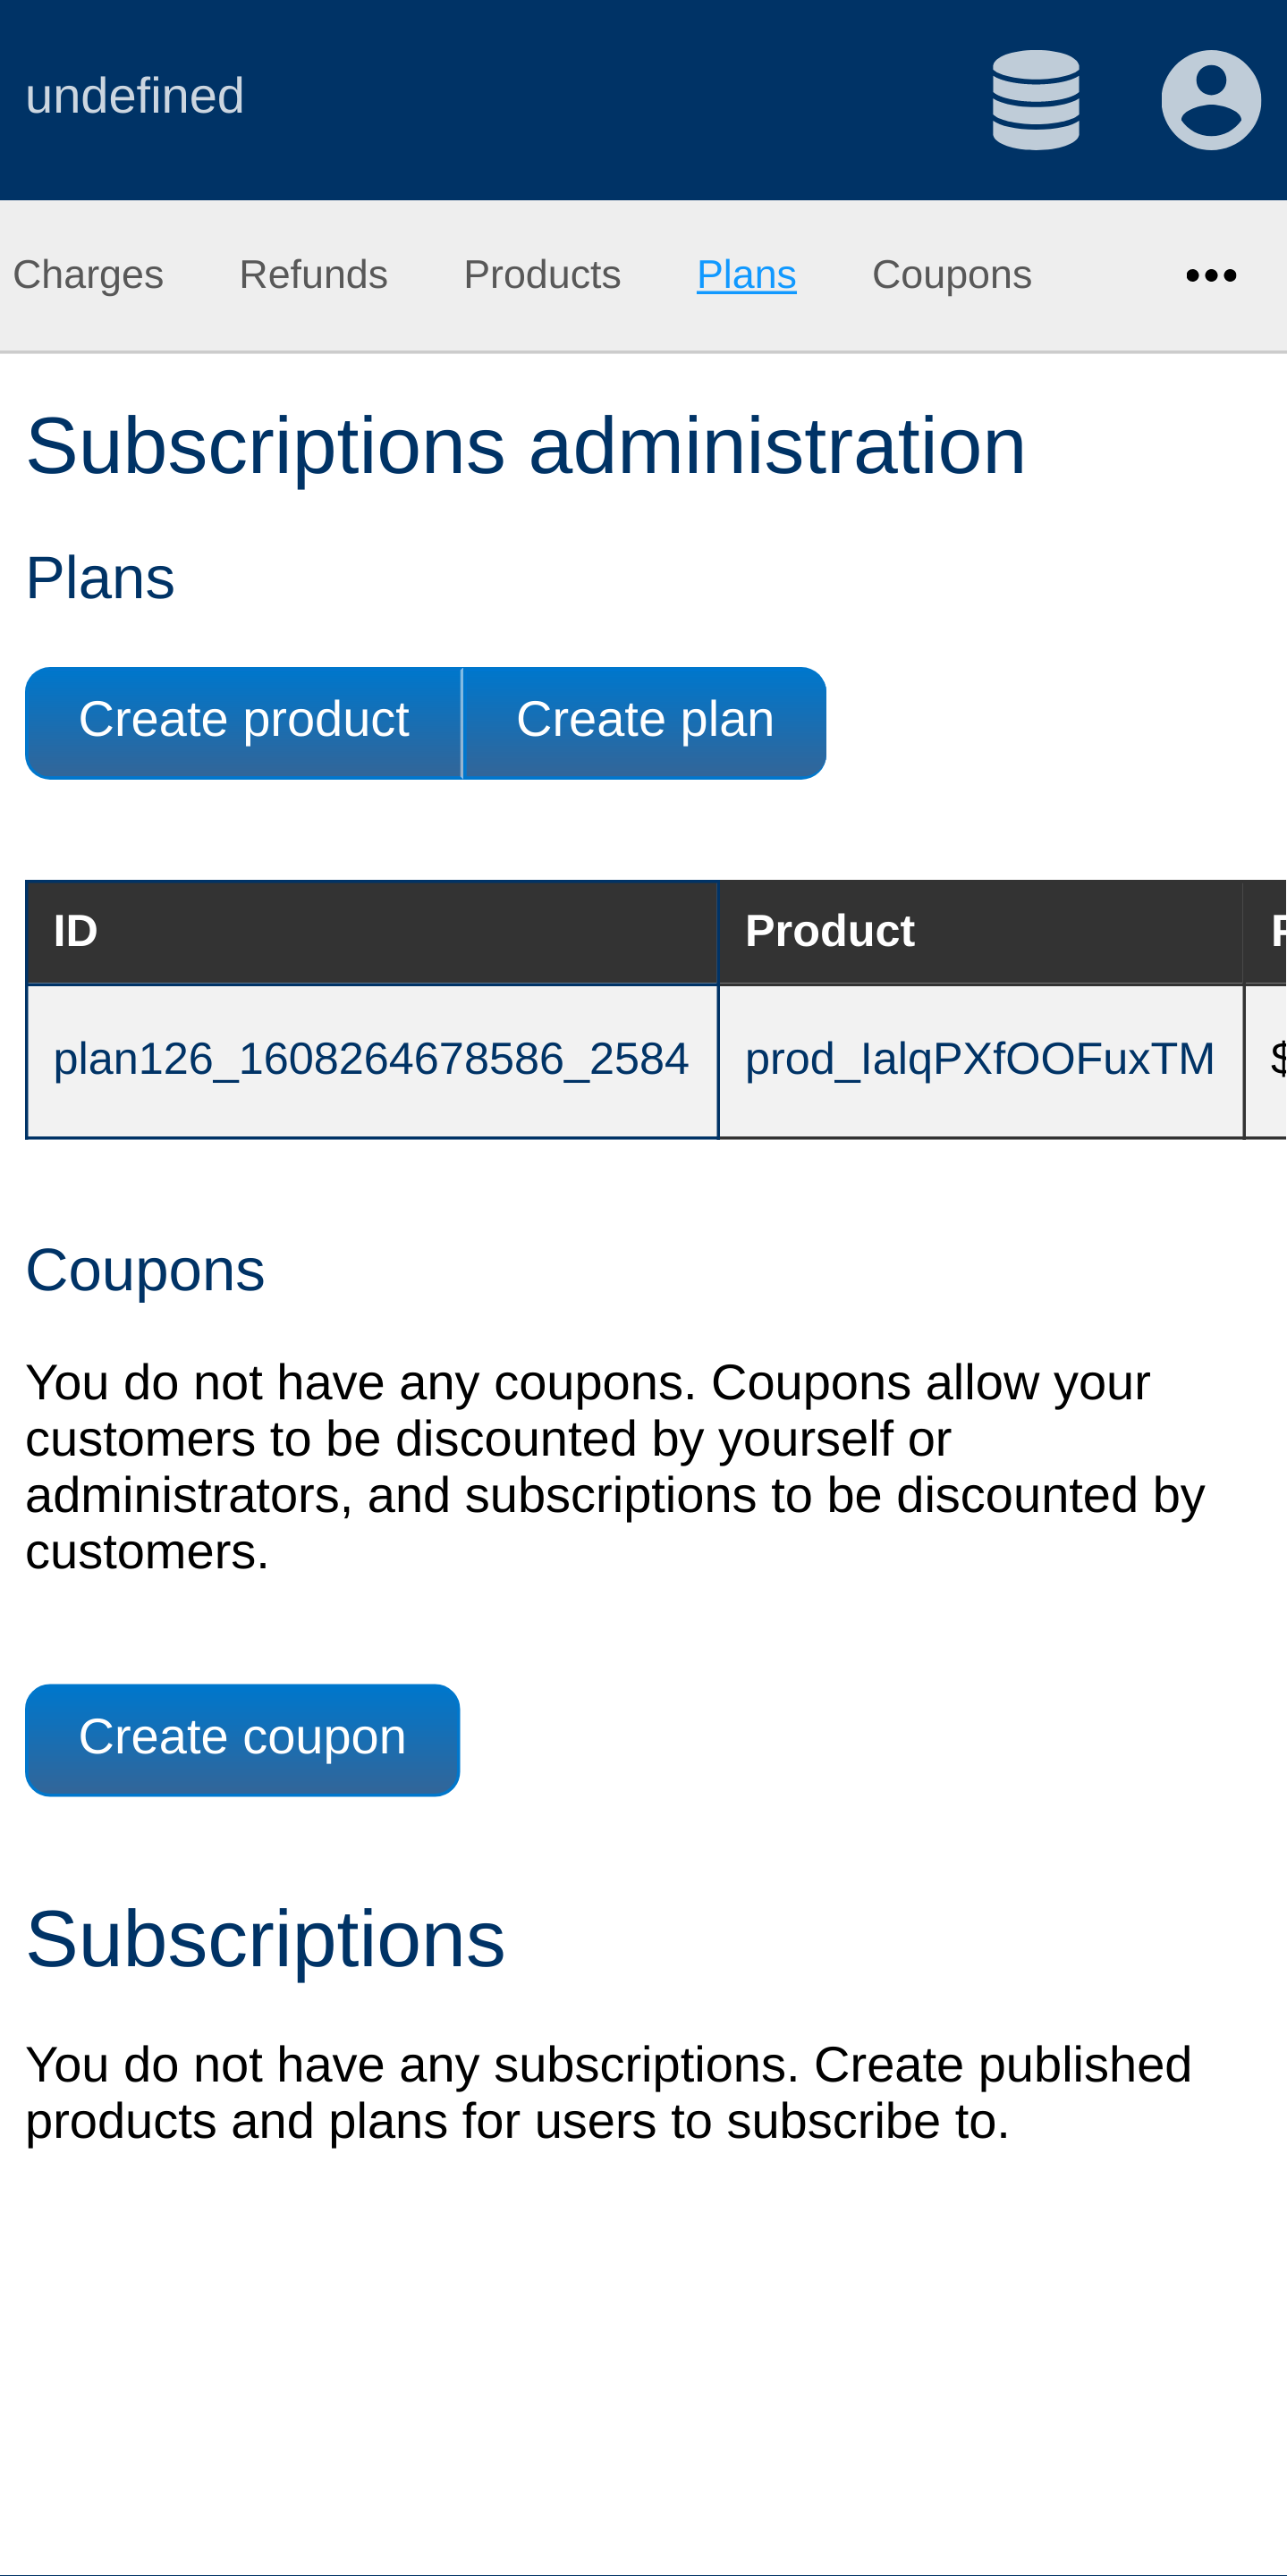 undefined
Charges Refunds Products Plans Coupons •••
Subscriptions administration
Plans
Create product Create plan
ID Product
plan126_1608264678586_2584 prod_IalqPXfOOFuxTM $
Coupons
You do not have any coupons. Coupons allow your
customers to be discounted by yourself or
administrators, and subscriptions to be discounted by
customers.
Create coupon
Subscriptions
You do not have any subscriptions. Create published
products and plans for users to subscribe to.